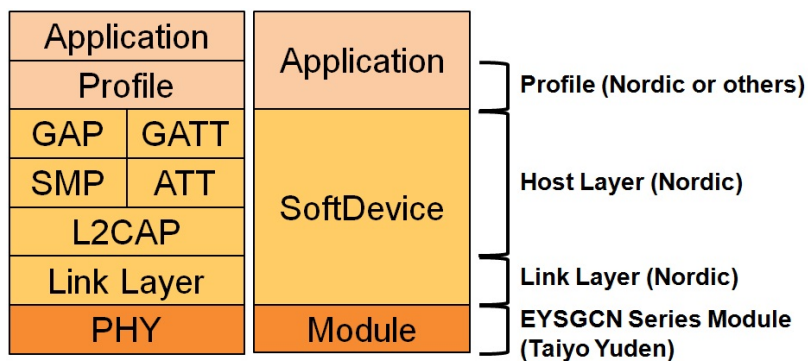 Application
Profile
GAP
GATT
SMP
ATT
L2CAP
Link Layer
PHY
Application
SoftDevice
Module
Profile (Nordic or others)
Host Layer (Nordic)
Link Layer (Nordic)
EYSGCN Series Module
(Taiyo Yuden)